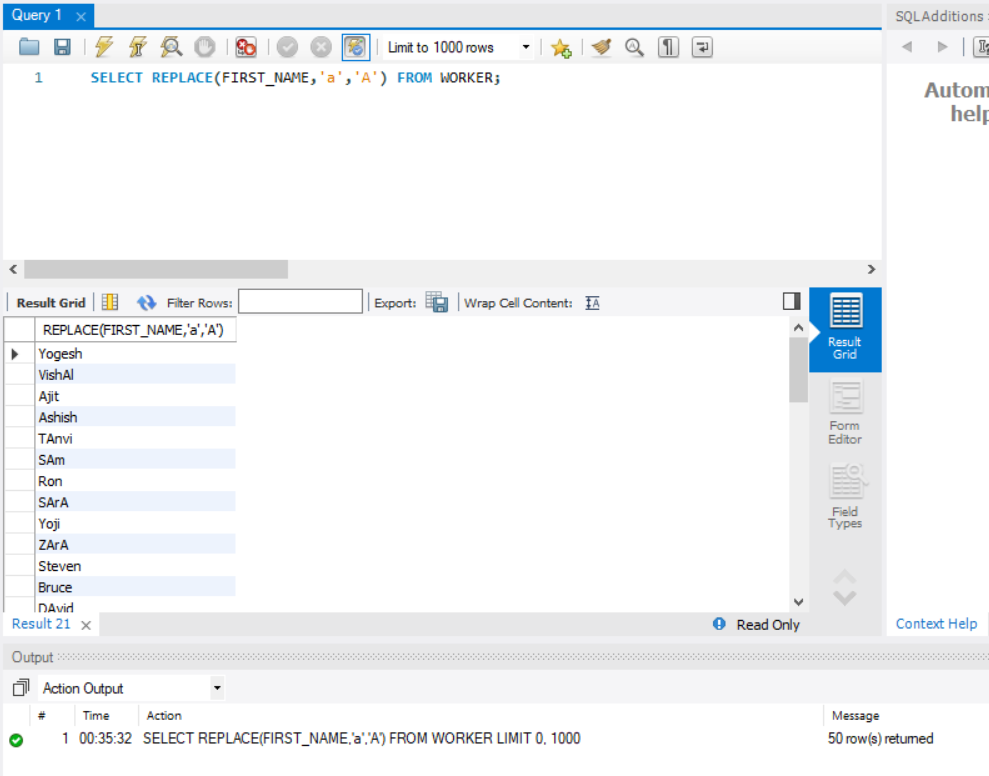 Query 1
SQLAdditions
Limit to 1000 rows
1 SELECT REPLACE(FIRST_NAME,'a','A') FROM WORKER;
Result Grid
Filter Rows:
Export:
Wrap Cell Content:
REPLACE(FIRST_NAME,'a','A')
Yogesh
VishAl
Ajit
Ashish
TAnvi
SAm
Ron
SArA
Yoji
ZArA
Steven
Bruce
DAvid
Result
Grid
Form
Editor
Field
Types
Autom
help
Result 21
Read Only
Context Help
Output
Action Output
# Time Action Message
1 00:35:32 SELECT REPLACE(FIRST_NAME,'a','A') FROM WORKER LIMIT 0, 1000 50 row(s) returned